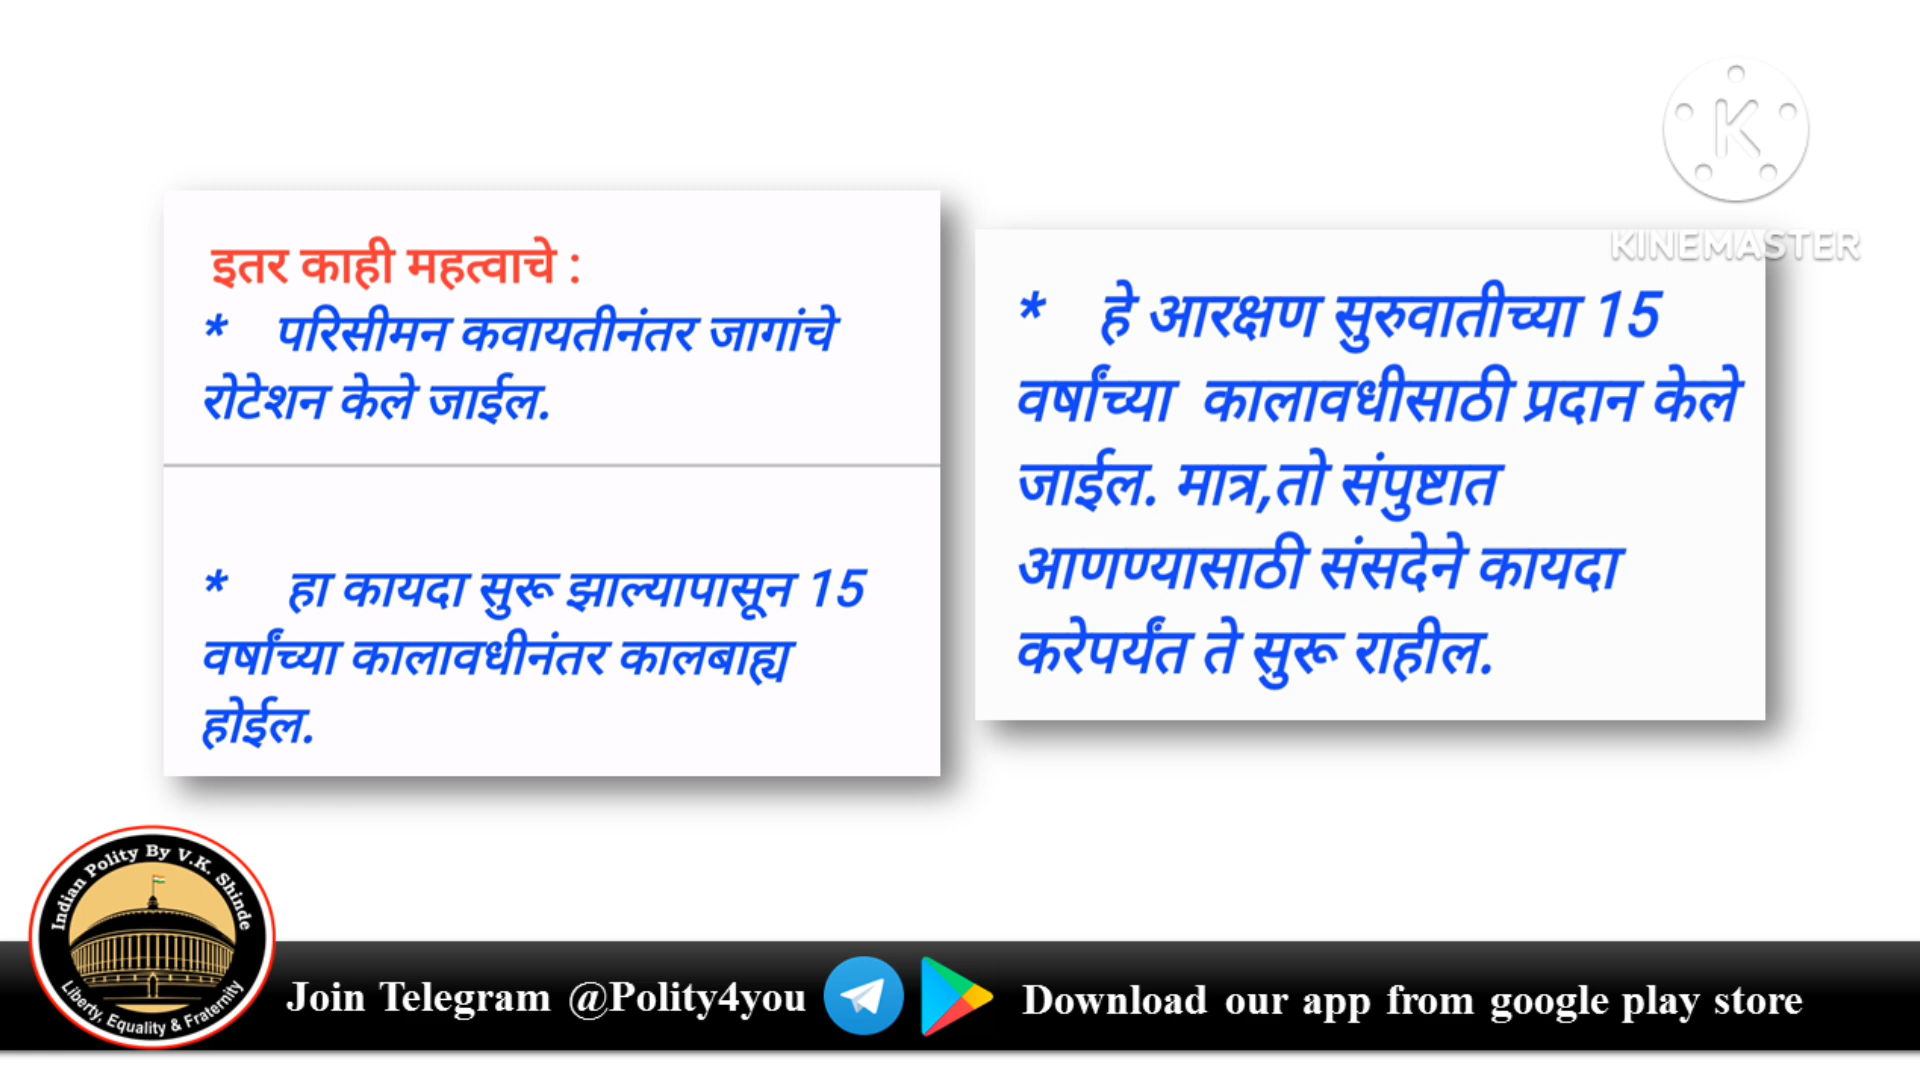 इतर काही महत्वाचे :
* परिसीमन कवायतीनंतर जागांचे
रोटेशन केले जाईल.
* हा कायदा सुरू झाल्यापासून 15
वर्षांच्या कालावधीनंतर कालबाह्य
होईल.
* हे आरक्षण सुरुवातीच्या 15
वर्षांच्या कालावधीसाठी प्रदान केले
जाईल. मात्र,तो संपुष्टात
आणण्यासाठी संसदेने कायदा
करेपर्यंत ते सुरू राहील.
K
KINEMASTER
Indian Polity By V.K. Shinde
Liberty, Equality & Fraternity
Join Telegram @Polity4you
Download our app from google play store